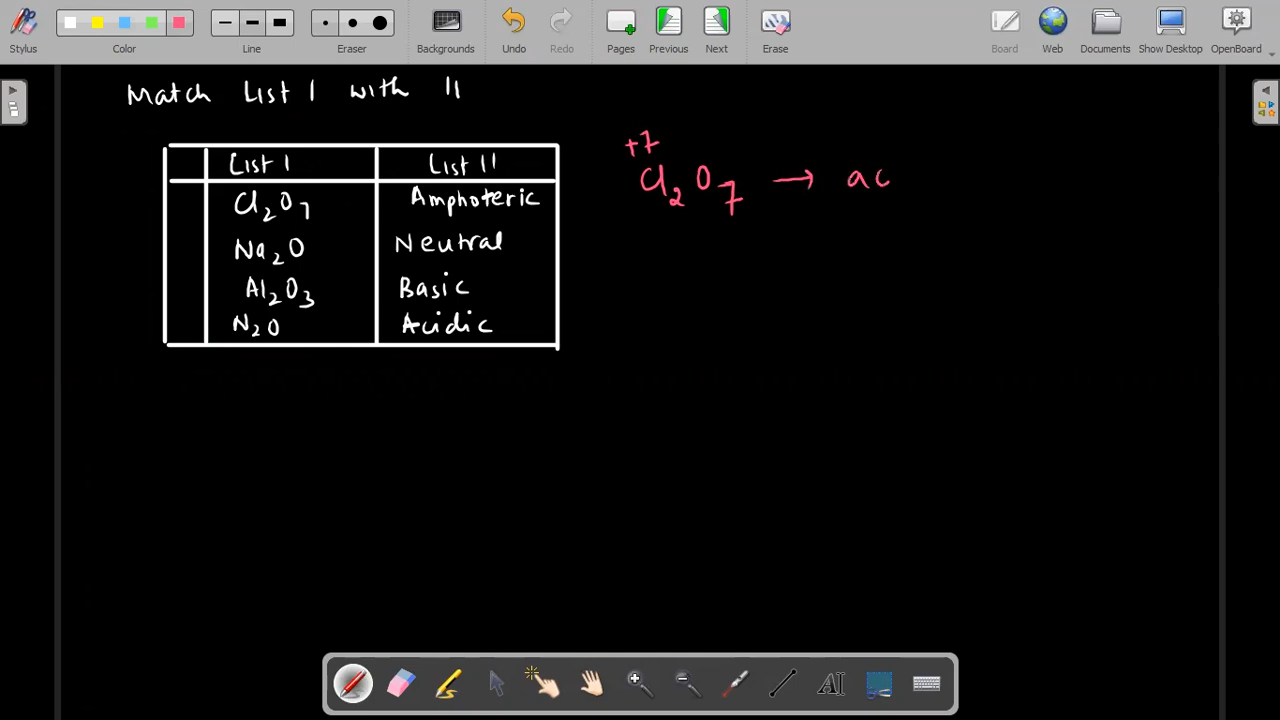 Stylus Color Line Eraser Backgrounds Undo Redo Pages Previous Next Erase Board Web Documents Show Desktop OpenBoard
Match List I with II
List I List II
Cl₂O₇ Amphoteric
Na₂O Neutral
Al₂O₃ Basic
N₂O Acidic
+7
Cl₂O₇ → ac
AI